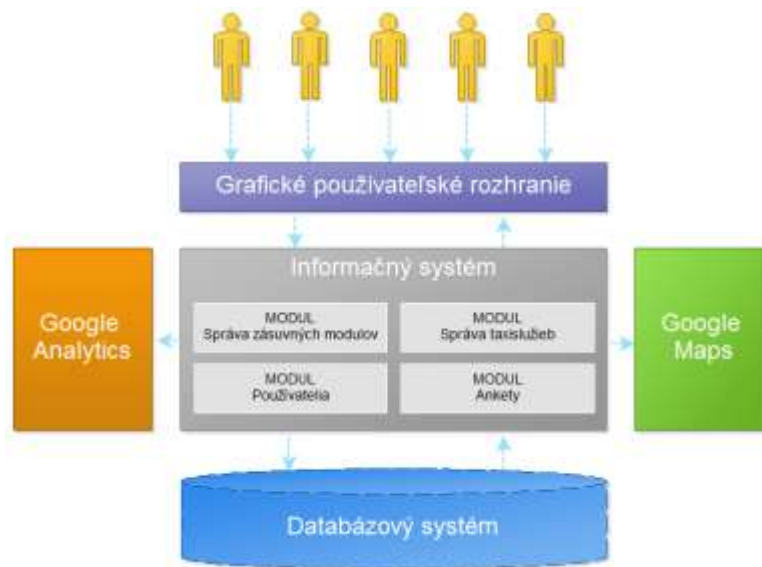 Grafické použivateľské rozhranie
Informačný systém
Google
Analytics
MODUL
Správa zásuvných modulov
MODUL
Správa taxislužieb
MODUL
Používatelia
MODUL
Ankety
Google
Maps
Databázový systém